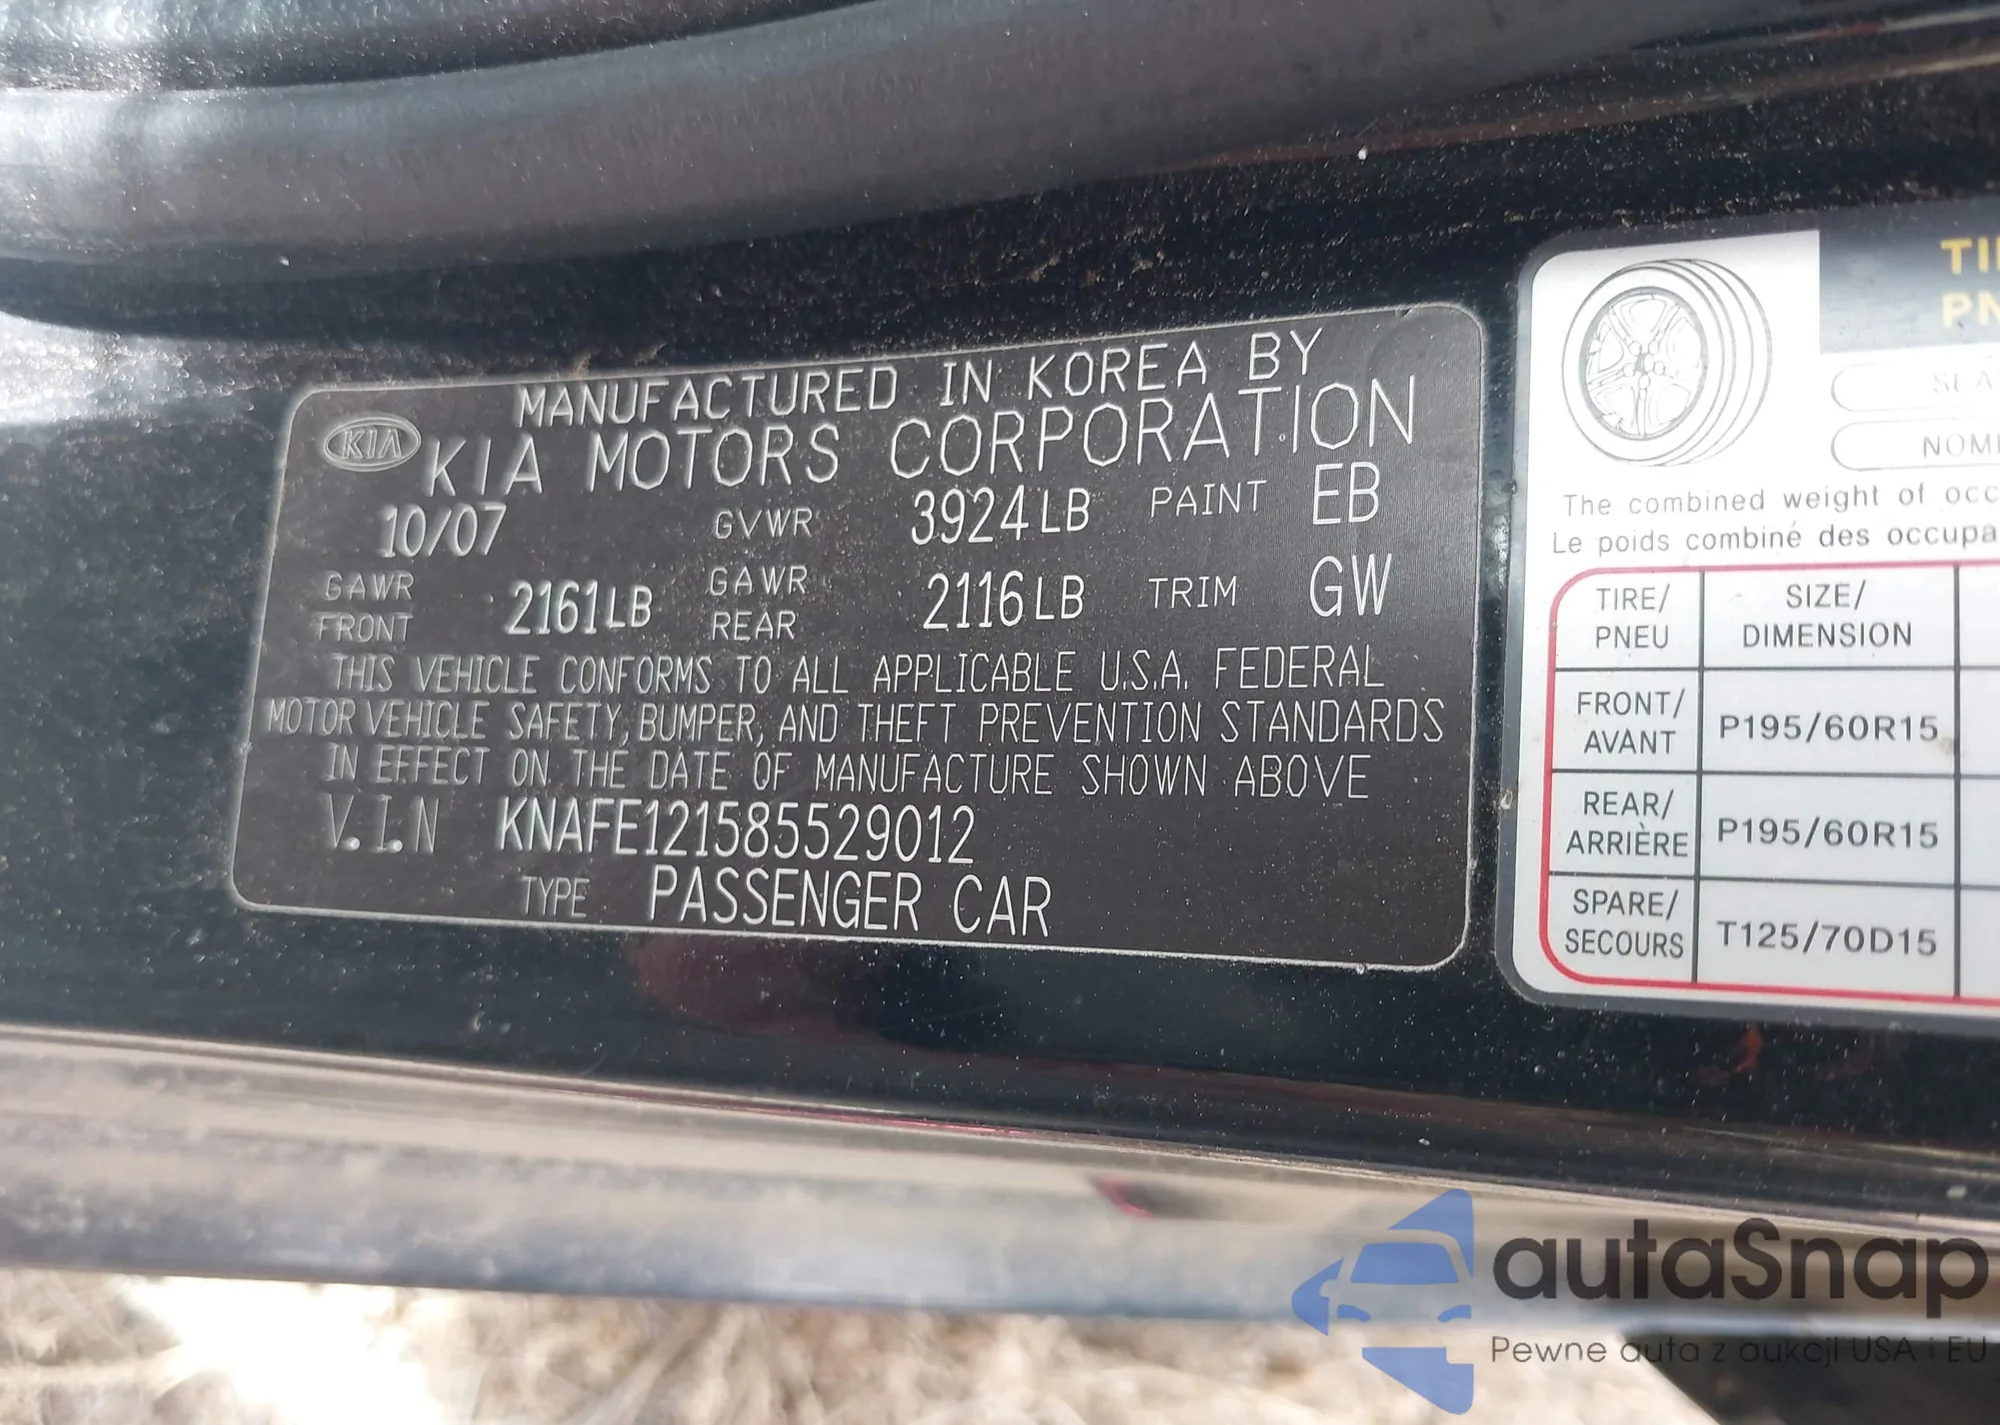 MANUFACTURED IN KOREA BY
KIA KIA MOTORS CORPORATION
10/07 GVWR 3924LB PAINT EB
GAWR FRONT 2161LB GAWR REAR 2116LB TRIM GW
THIS VEHICLE CONFORMS TO ALL APPLICABLE U.S.A. FEDERAL
MOTOR VEHICLE SAFETY, BUMPER, AND THEFT PREVENTION STANDARDS
IN EFFECT ON THE DATE OF MANUFACTURE SHOWN ABOVE
V.I.N KNAFE121585529012
TYPE PASSENGER CAR
The combined weight of
Le poids combiné des
TIRE/ SIZE/
PNEU DIMENSION
FRONT/
AVANT P195/60R15
REAR/
ARRIÈRE P195/60R15
SPARE/
SECOURS T125/70D15
autaSnap
Pewne auta z aukcji USA i EU